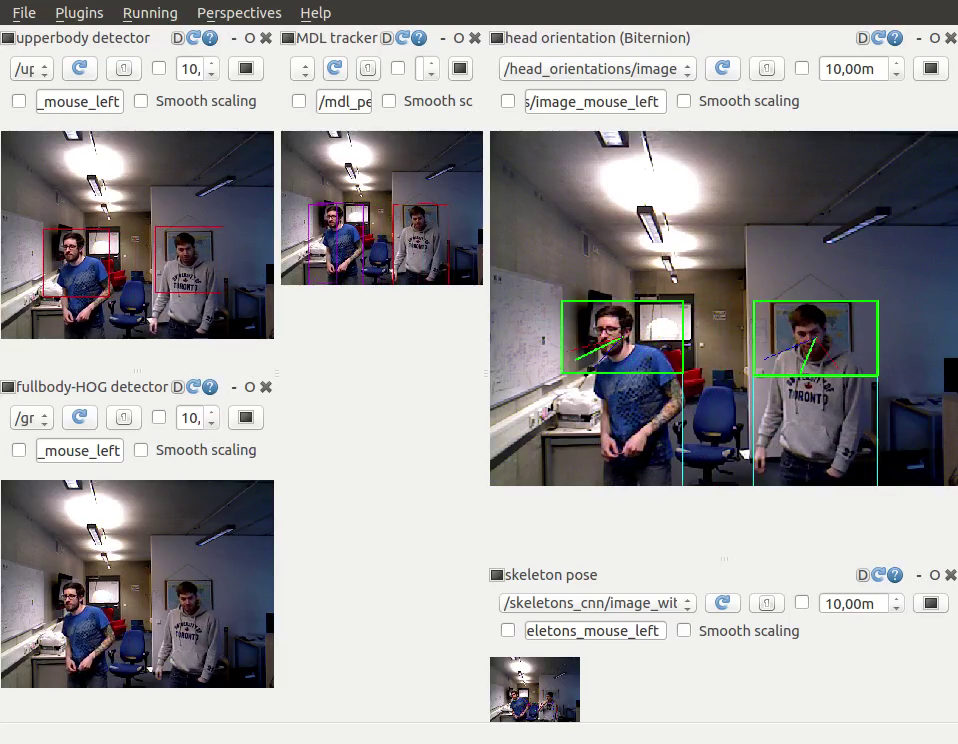 File Plugins Running Perspectives Help
upperbody detector D ? - O
/up 10,
_mouse_left Smooth scaling
MDL tracker D ? - O
/mdl_pe Smooth sc
head orientation (Biternion) D ? - O
/head_orientations/image 10,00m
s/image_mouse_left Smooth scaling
fullbody-HOG detector D ? - O
/gr 10,
_mouse_left Smooth scaling
TORONTO
skeleton pose D ? - O
/skeletons_cnn/image_wit 10,00m
eletons_mouse_left Smooth scaling